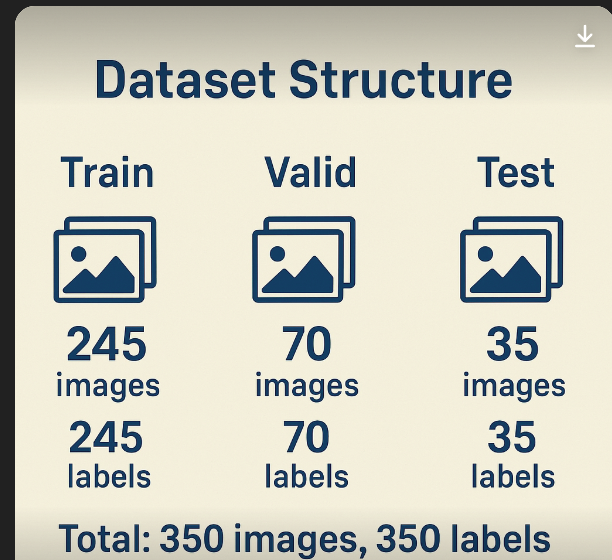 Dataset Structure
Train Valid Test
245 70 35
images images images
245 70 35
labels labels labels
Total: 350 images, 350 labels